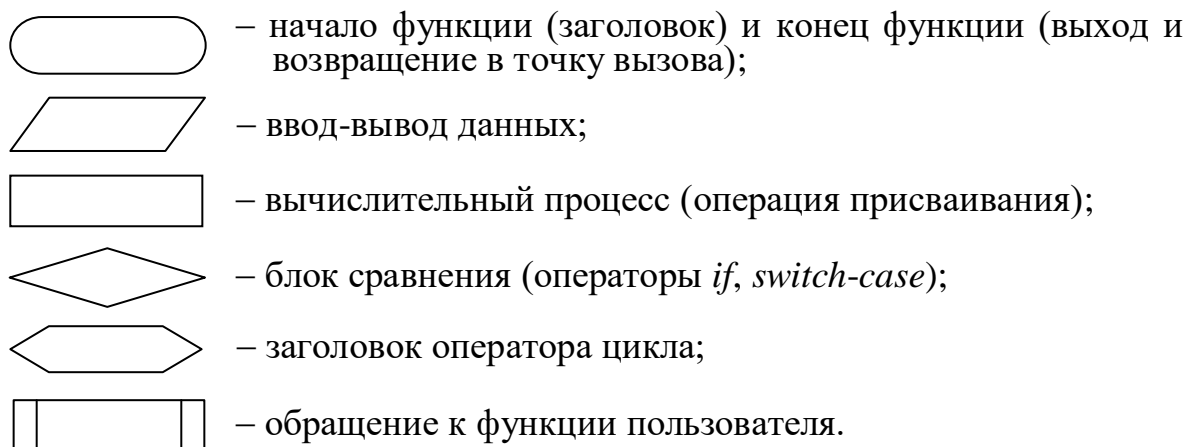 – начало функции (заголовок) и конец функции (выход и
возвращение в точку вызова);
– ввод-вывод данных;
– вычислительный процесс (операция присваивания);
– блок сравнения (операторы if, switch-case);
– заголовок оператора цикла;
– обращение к функции пользователя.